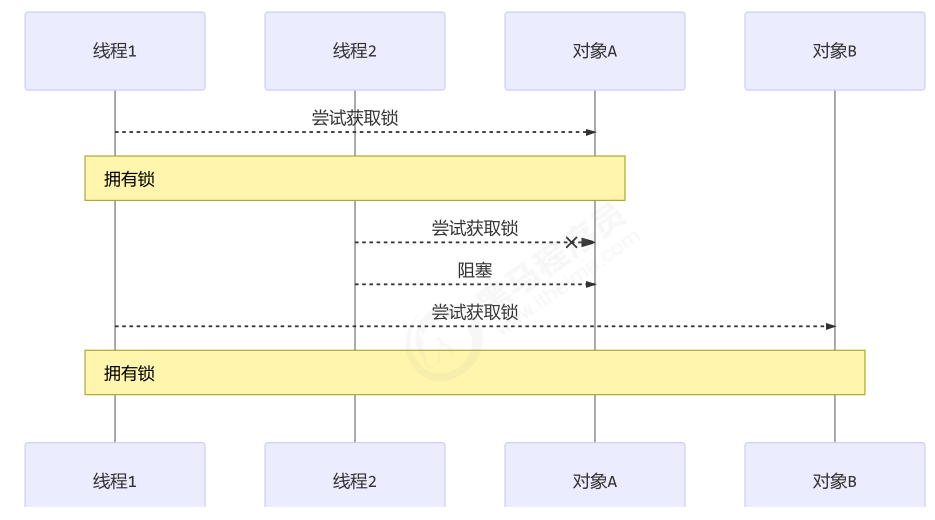 线程1
线程2
对象A
对象B
尝试获取锁
拥有锁
尝试获取锁
阻塞
尝试获取锁
拥有锁
线程1
线程2
对象A
对象B
黑马程序员
www.itheima.com